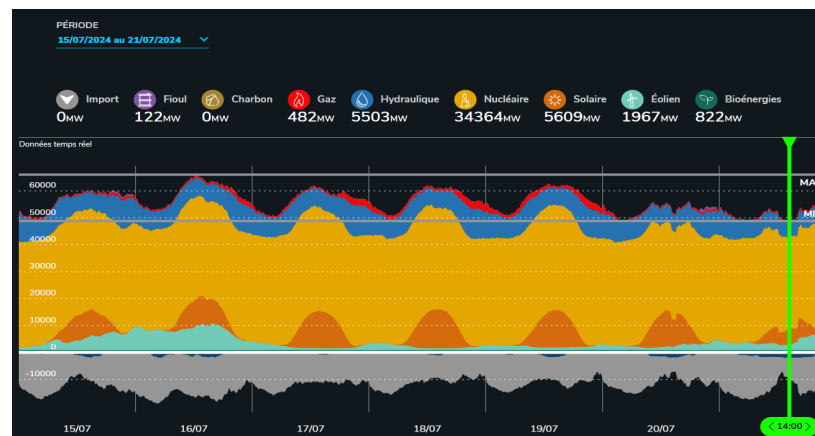 PÉRIODE
15/07/2024 au 21/07/2024
Import Fioul Charbon Gaz Hydraulique Nucléaire Solaire Éolien Bioénergies
0MW 122MW 0MW 482MW 5503MW 34364MW 5609MW 1967MW 822MW
Données temps réel
60000
MA
50000
MI
40000
30000
20000
10000
0
-10000
15/07 16/07 17/07 18/07 19/07 20/07
< 14:00 >